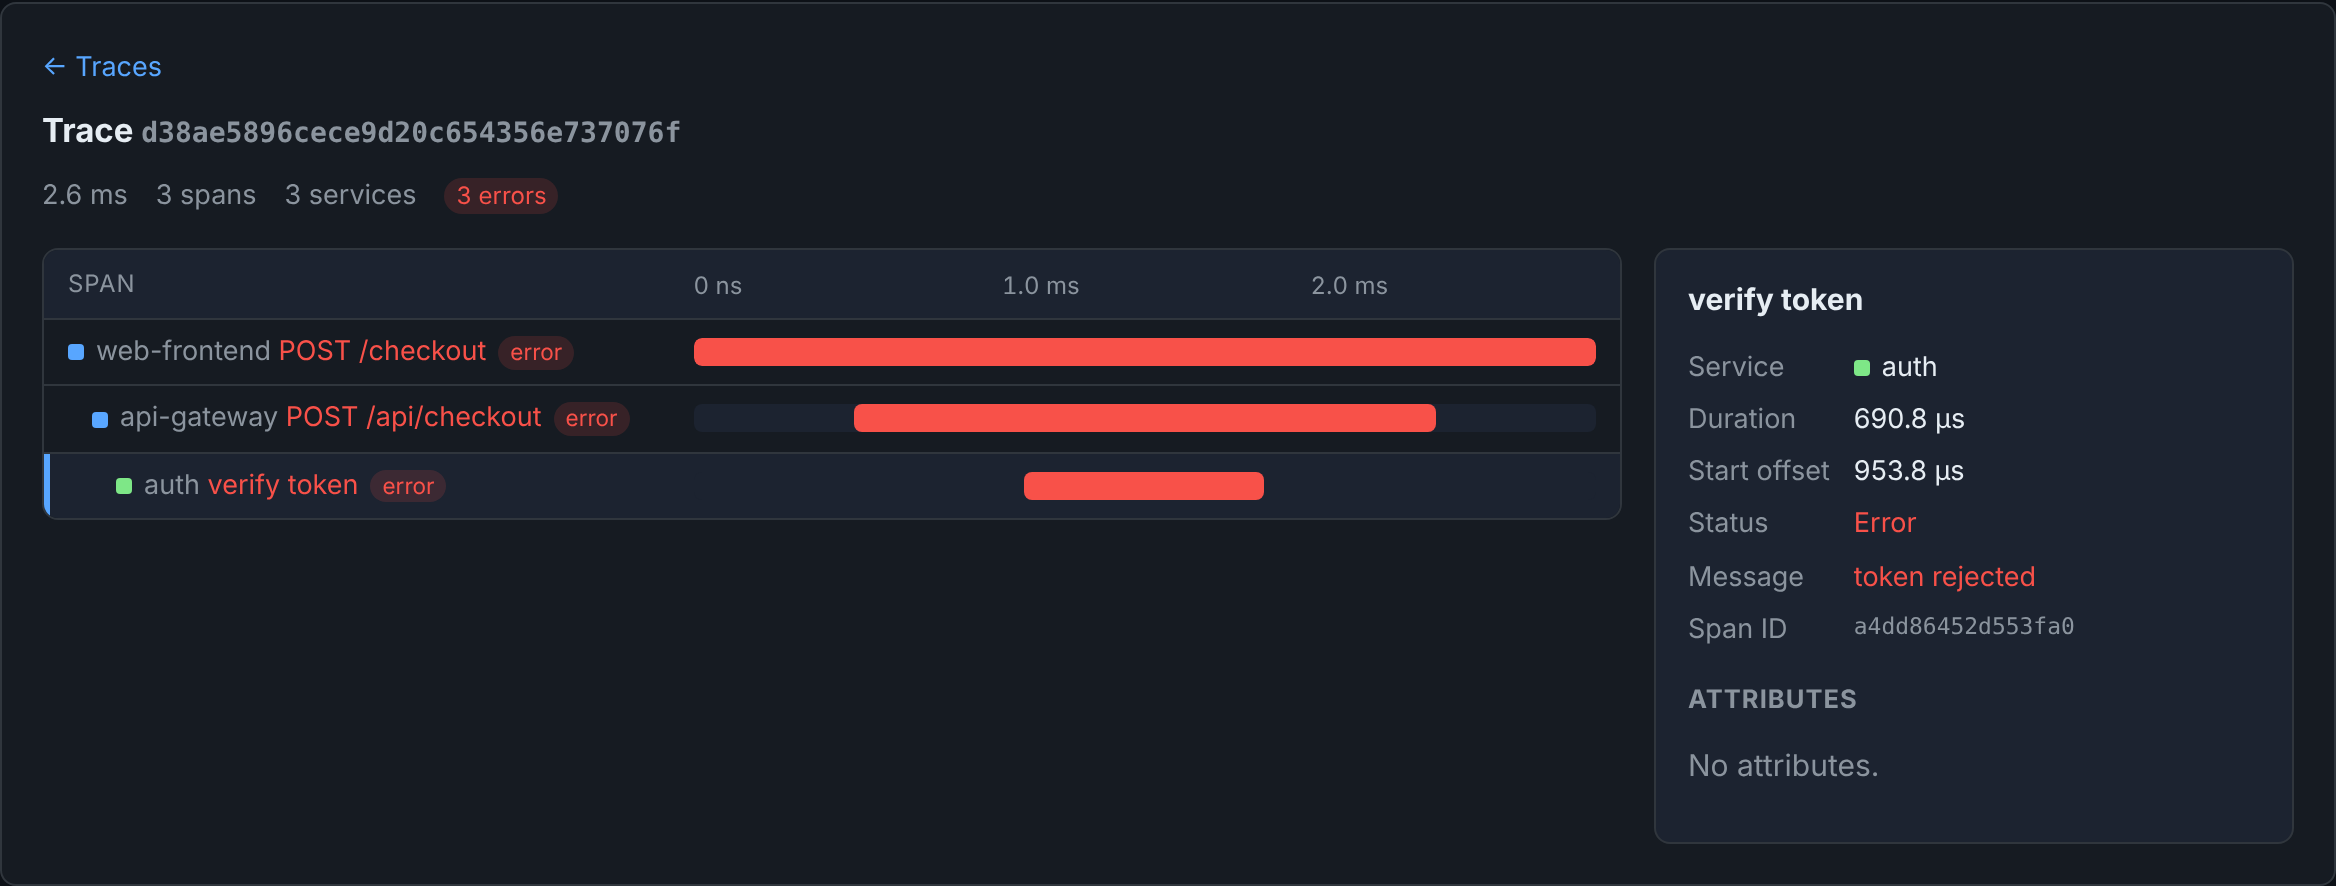 ← Traces
Trace d38ae5896cece9d20c654356e737076f
2.6 ms 3 spans 3 services 3 errors
SPAN 0 ns 1.0 ms 2.0 ms
web-frontend POST /checkout error
api-gateway POST /api/checkout error
auth verify token error
verify token
Service auth
Duration 690.8 µs
Start offset 953.8 µs
Status Error
Message token rejected
Span ID a4dd86452d553fa0
ATTRIBUTES
No attributes.